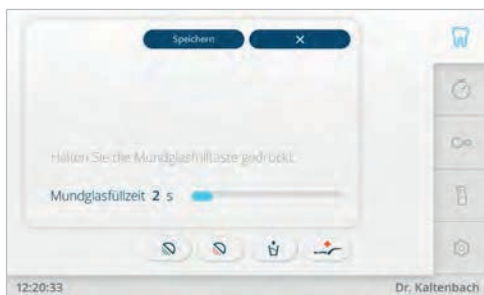 Speichern X
Halten Sie die Mundglasfülltaste gedrückt.
Mundglasfüllzeit 2 s
12:20:33 Dr. Kaltenbach